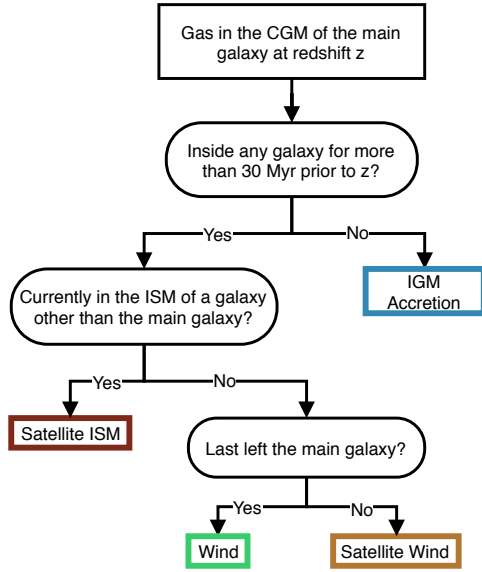 Gas in the CGM of the main
galaxy at redshift z
Inside any galaxy for more
than 30 Myr prior to z?
Yes
No
IGM
Accretion
Currently in the ISM of a galaxy
other than the main galaxy?
Yes
No
Satellite ISM
Last left the main galaxy?
Yes
No
Wind
Satellite Wind